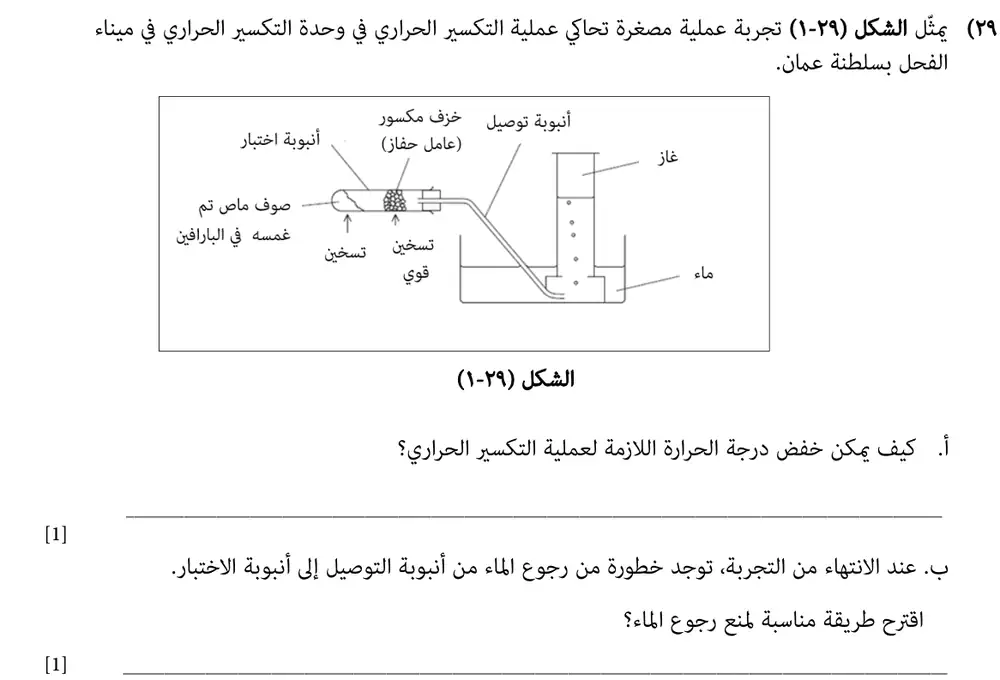 ٢٩) يمثّل الشكل (٢٩-١) تجربة عملية مصغرة تحاكي عملية التكسير الحراري في وحدة التكسير الحراري في ميناء
الفحل بسلطنة عمان.
خزف مكسور
(عامل حفاز)
أنبوبة توصيل
أنبوبة اختبار
غاز
صوف ماص تم
غمسه في البارافين
تسخين
تسخين
قوي
ماء
الشكل (٢٩-١)
أ. كيف يمكن خفض درجة الحرارة اللازمة لعملية التكسير الحراري؟
[1]
ب. عند الانتهاء من التجربة، توجد خطورة من رجوع الماء من أنبوبة التوصيل إلى أنبوبة الاختبار.
اقترح طريقة مناسبة لمنع رجوع الماء؟
[1]